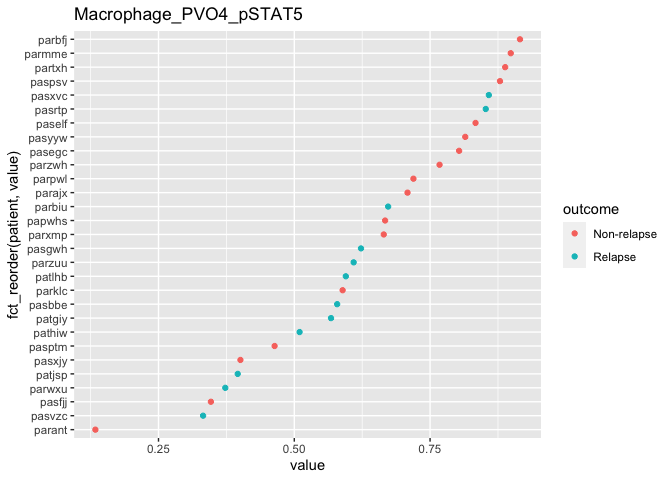 Macrophage_PVO4_pSTAT5
fct_reorder(patient, value)
parbfj
parmme
partxh
paspsv
pasxvc
pasrtp
paself
pasyyw
pasegc
parzwh
parpwl
parajx
parbiu
papwhs
parxmp
pasgwh
parzuu
patlhb
parklc
pasbbe
patgiy
pathiw
pasptm
pasxjy
patjsp
parwxu
pasfjj
pasvzc
parant
0.25 0.50 0.75
value
outcome
Non-relapse
Relapse